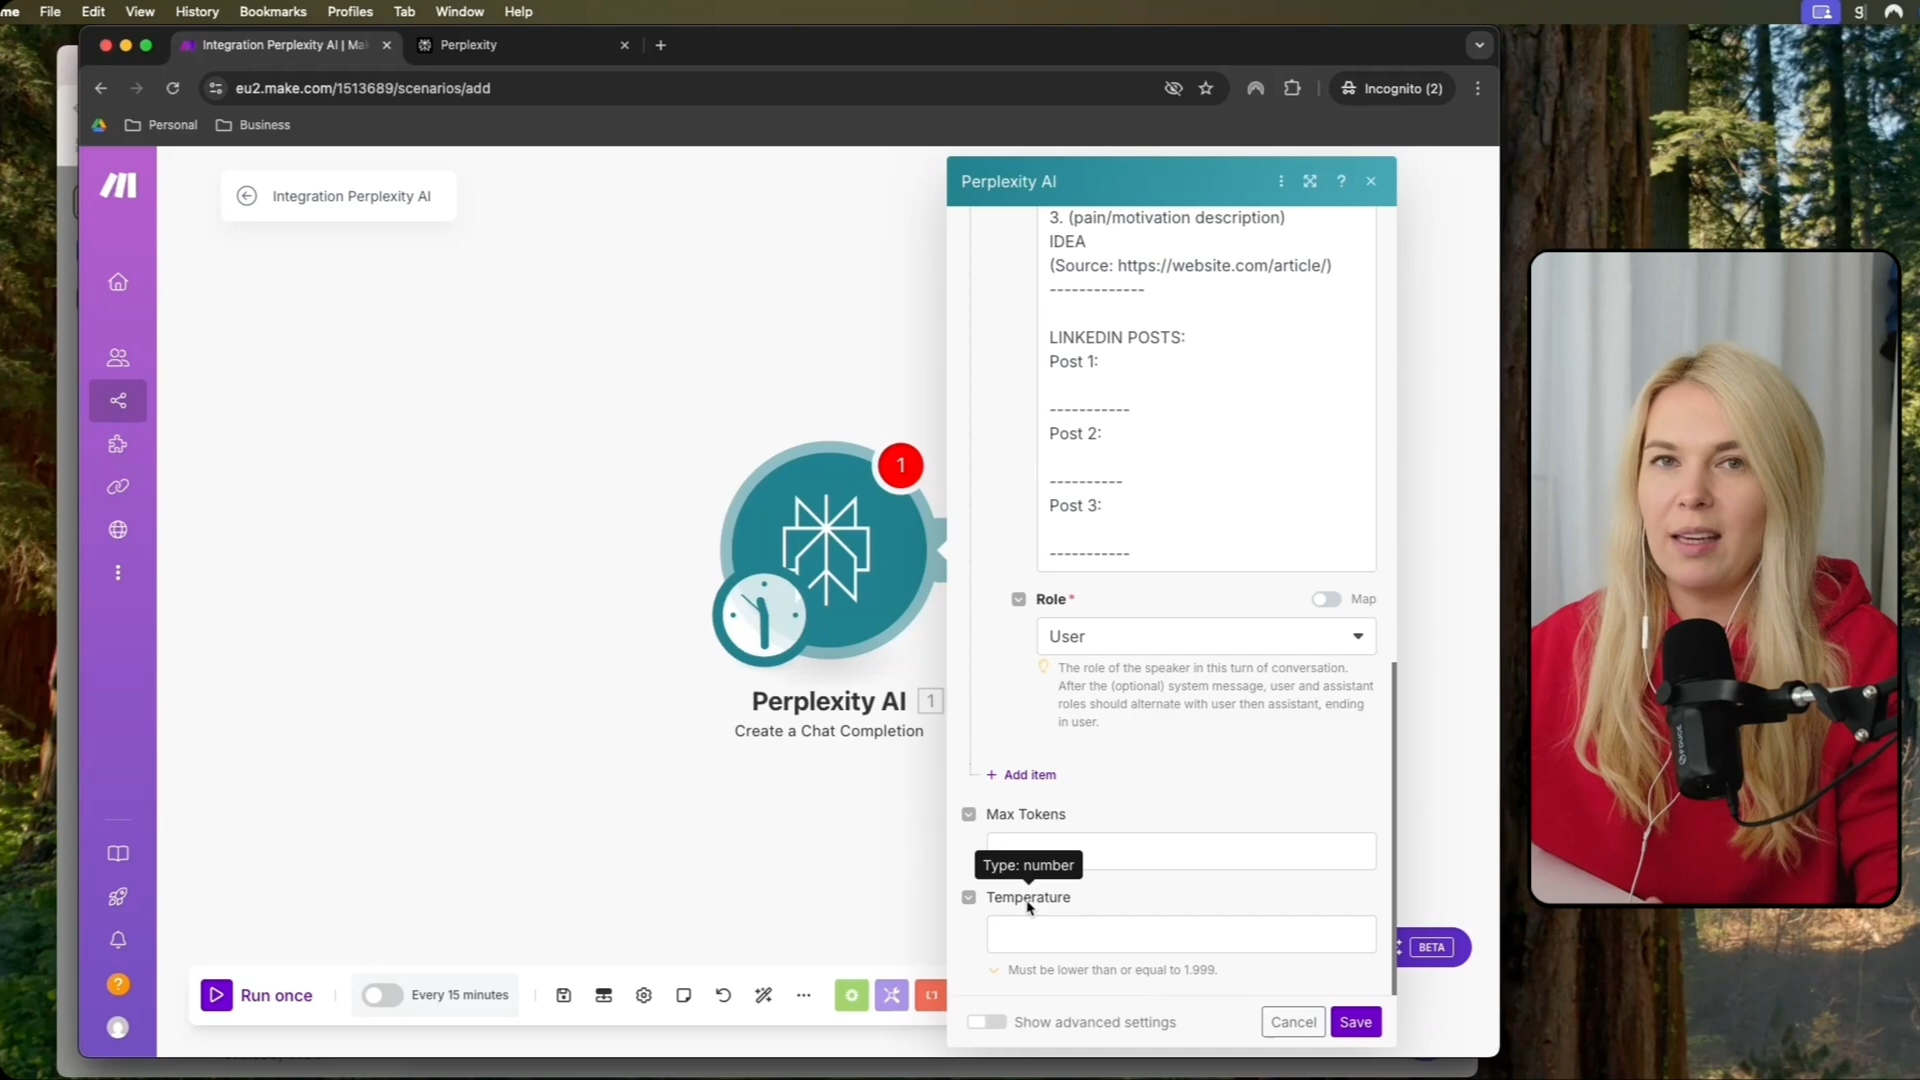 me File Edit View History Bookmarks Profiles Tab Window Help
Integration Perplexity AI | Ma
Perplexity
eu2.make.com/1513689/scenarios/add
Incognito (2)
Personal
Business
Integration Perplexity AI
Perplexity AI
3. (pain/motivation description)
IDEA
(Source: https://website.com/article/)
-------------
LINKEDIN POSTS:
Post 1:
-----------
Post 2:
----------
Post 3:
-----------
1
Perplexity AI 1
Create a Chat Completion
Role*
Map
User
The role of the speaker in this turn of conversation.
After the (optional) system message, user and assistant
roles should alternate with user then assistant, ending
in user.
+ Add item
Max Tokens
Type: number
Temperature
Must be lower than or equal to 1.999.
BETA
Run once
Every 15 minutes
Show advanced settings
Cancel
Save